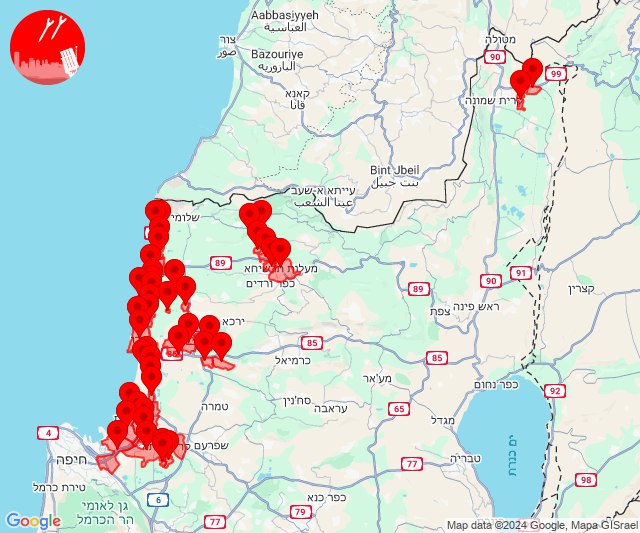 Aabbasiyyeh
العباسية
צור
صور
Bazouriye
البازورية
מטולה
90
99
קאנא
قانا
קרית שמונה
Bint Jbeil
بنت جبيل
עייתא א-שעב
عيتا الشعب
שלומי
89
מעלות תרשיחא
כפר ורדים
91
90
קצרין
89
ראש פינה
צפת
ירכא
85
85
85
כרמיאל
כפר נחום
92
מע'אר
סח'נין
65
עראבה
טמרה
מגדל
4
שפרעם
ים כנרת
חיפה
77
טבריה
טירת כרמל
98
6
כפר כנא
גן לאומי
הר הכרמל
79
77
Google
Map data ©2024 Google, Mapa GISrael